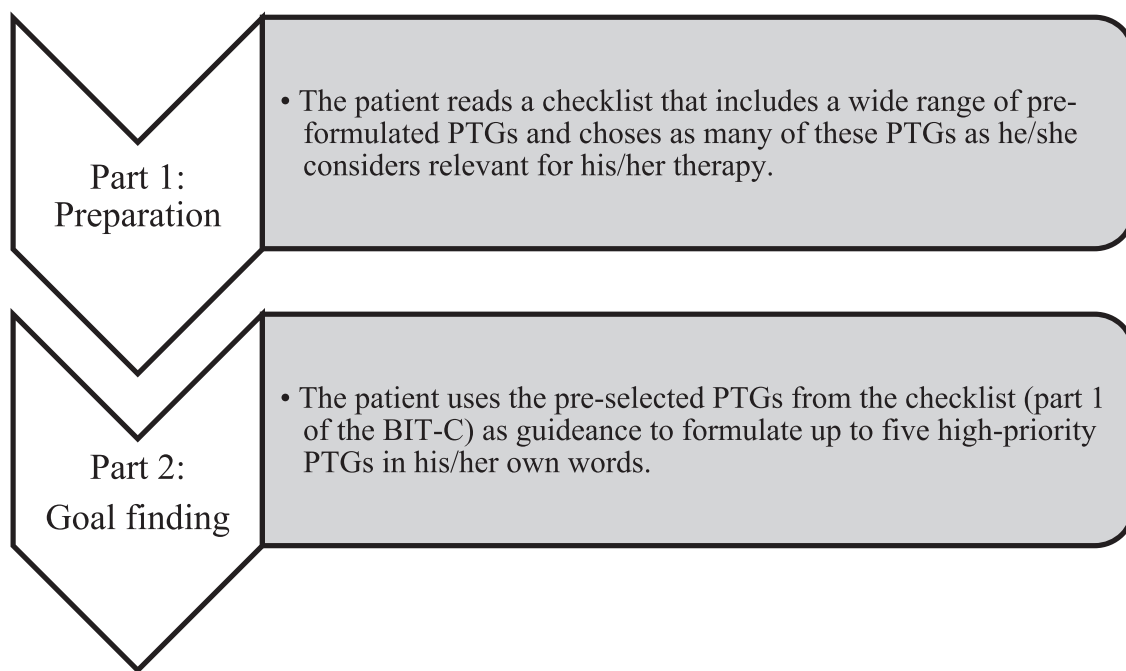 Part 1:
Preparation
• The patient reads a checklist that includes a wide range of pre-
formulated PTGs and choses as many of these PTGs as he/she
considers relevant for his/her therapy.
Part 2:
Goal finding
• The patient uses the pre-selected PTGs from the checklist (part 1
of the BIT-C) as guideance to formulate up to five high-priority
PTGs in his/her own words.